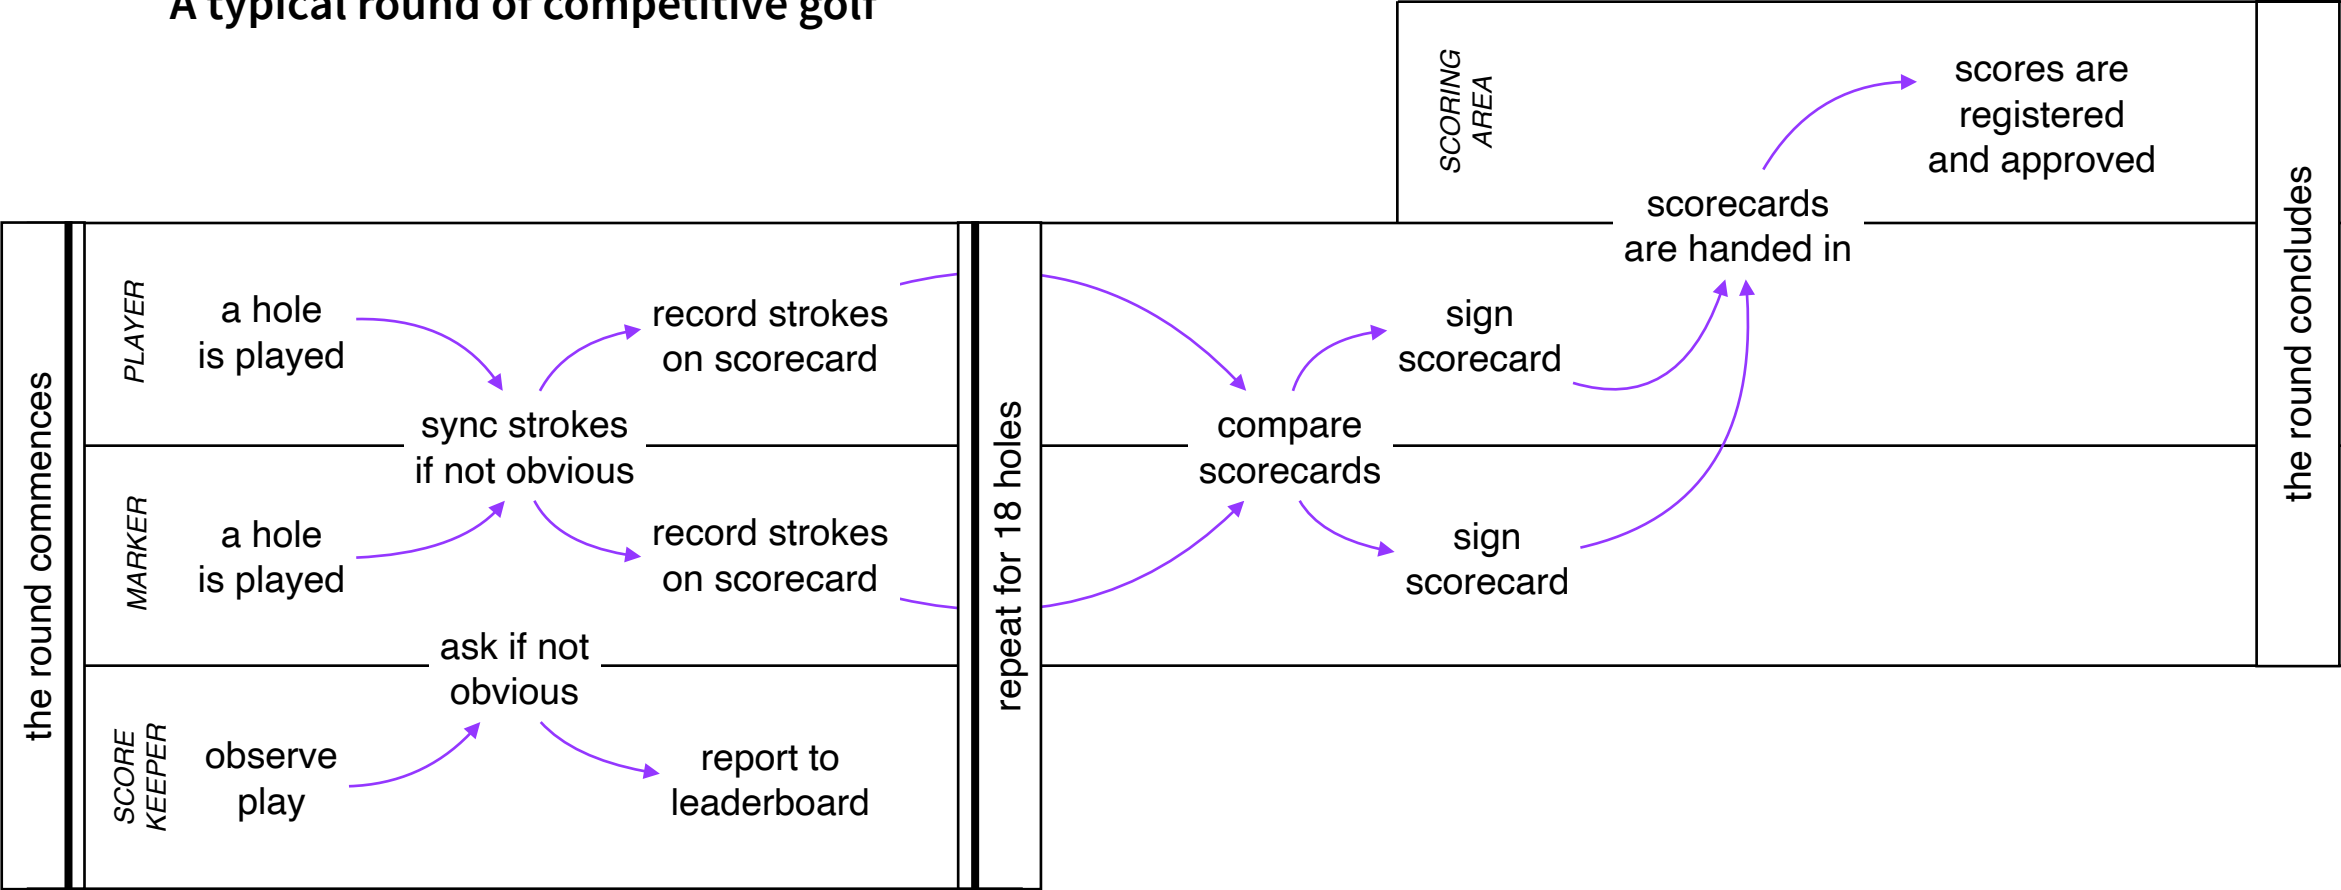 A typical round of competitive golf
the round commences
PLAYER
a hole
is played
record strokes
on scorecard
sync strokes
if not obvious
MARKER
a hole
is played
record strokes
on scorecard
ask if not
obvious
SCORE
KEEPER
observe
play
report to
leaderboard
repeat for 18 holes
compare
scorecards
sign
scorecard
sign
scorecard
SCORING
AREA
scorecards
are handed in
scores are
registered
and approved
the round concludes